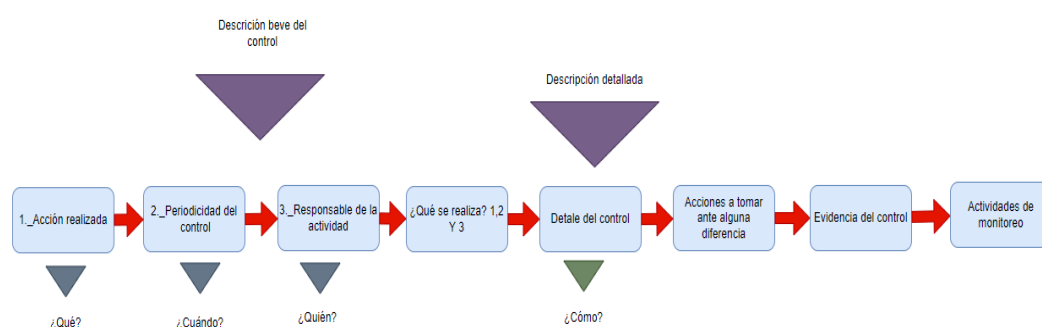 Descrición beve del
control
Descripción detallada
1._Acción realizada
2._Periodicidad del
control
3._Responsable de la
actividad
¿Qué se realiza? 1,2
Y 3
Detale del control
Acciones a tomar
ante alguna
diferencia
Evidencia del control
Actividades de
monitoreo
¿Qué?
¿Cuándo?
¿Quién?
¿Cómo?